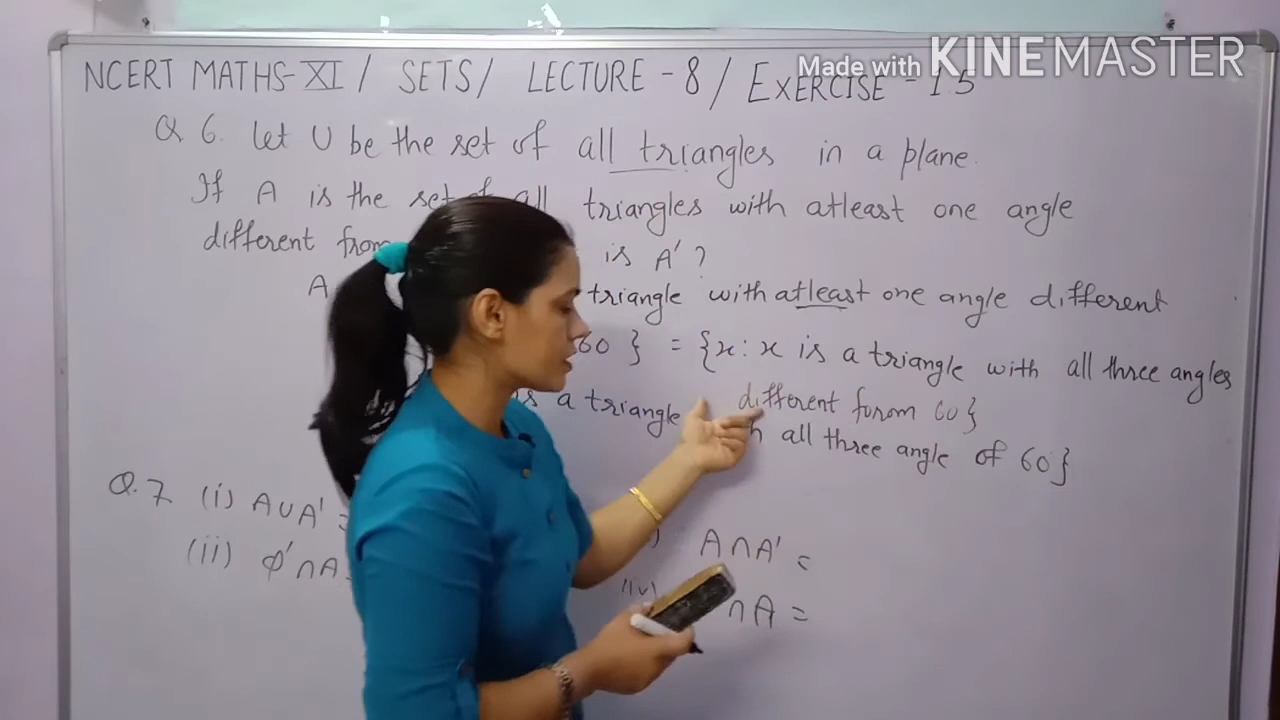 Made with KINEMASTER
NCERT MATHS-XI / SETS / LECTURE - 8 / EXERCISE - 1.5
Q 6. Let U be the set of all triangles in a plane.
If A is the set of all triangles with atleast one angle
different from is A' ?
A triangle with atleast one angle different
60 } = {x : x is a triangle with all three angles
different form 60}
is a triangle all three angle of 60}
Q.7 (i) A∪A' = A∩A' =
(ii) ϕ'∩A (iv) ∩A =